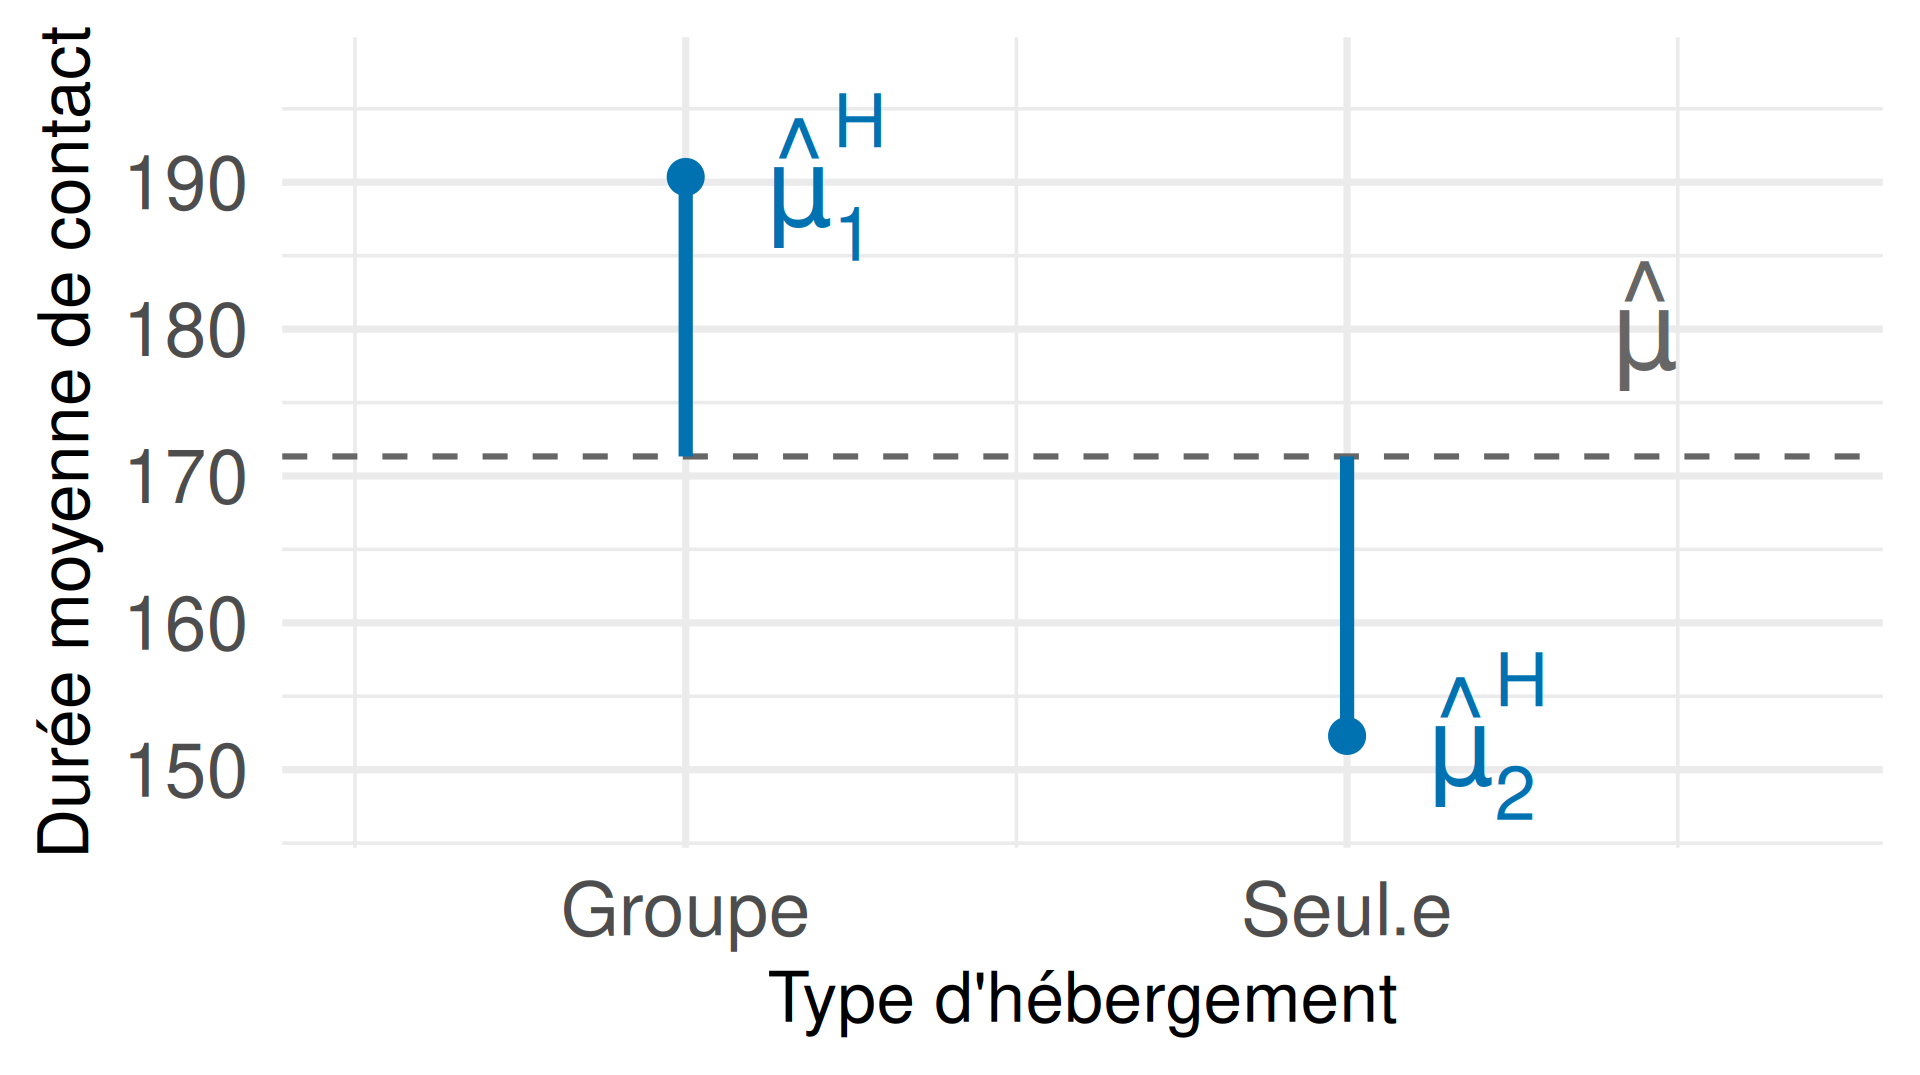 Durée moyenne de contact
190
180
170
160
150
μ̂₁ᴴ
μ̂
μ̂₂ᴴ
Groupe
Seul.e
Type d'hébergement